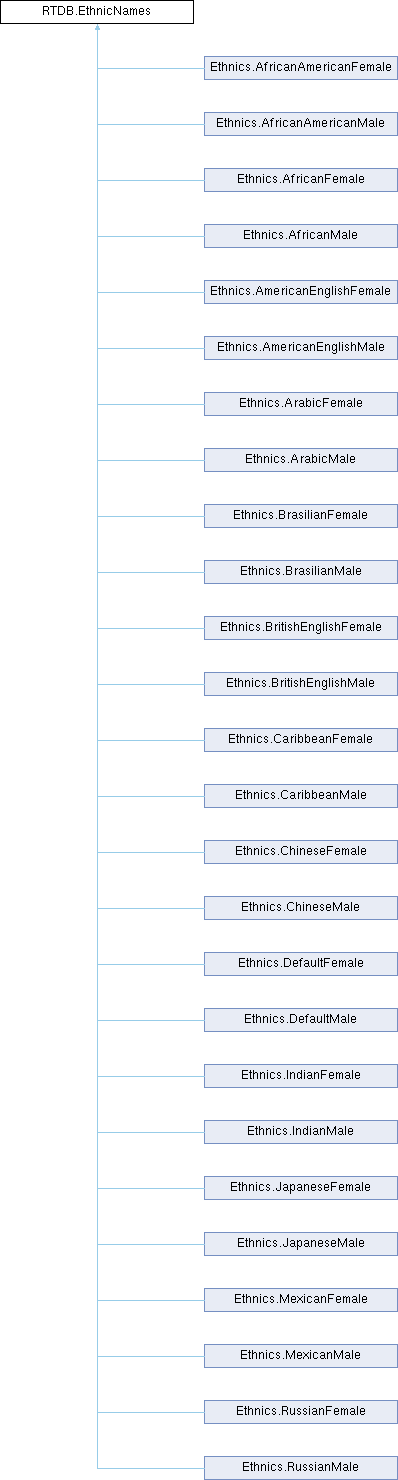 RTDB.EthnicNames
Ethnics.AfricanAmericanFemale
Ethnics.AfricanAmericanMale
Ethnics.AfricanFemale
Ethnics.AfricanMale
Ethnics.AmericanEnglishFemale
Ethnics.AmericanEnglishMale
Ethnics.ArabicFemale
Ethnics.ArabicMale
Ethnics.BrasilianFemale
Ethnics.BrasilianMale
Ethnics.BritishEnglishFemale
Ethnics.BritishEnglishMale
Ethnics.CaribbeanFemale
Ethnics.CaribbeanMale
Ethnics.ChineseFemale
Ethnics.ChineseMale
Ethnics.DefaultFemale
Ethnics.DefaultMale
Ethnics.IndianFemale
Ethnics.IndianMale
Ethnics.JapaneseFemale
Ethnics.JapaneseMale
Ethnics.MexicanFemale
Ethnics.MexicanMale
Ethnics.RussianFemale
Ethnics.RussianMale